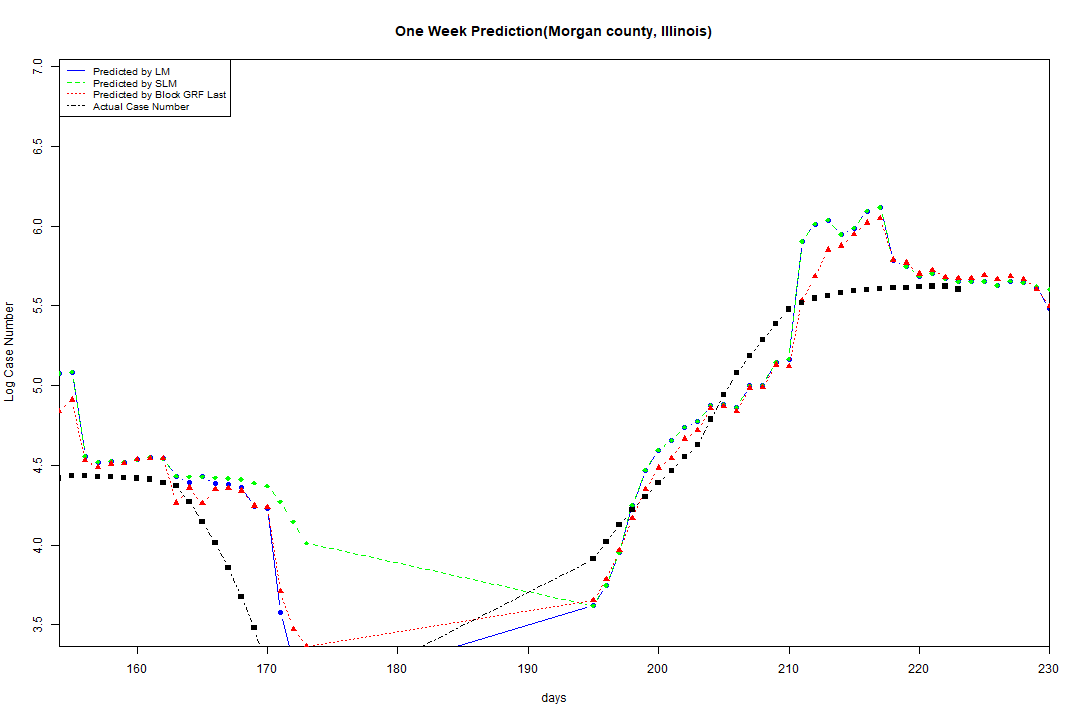 One Week Prediction(Morgan county, Illinois)
Predicted by LM
Predicted by SLM
Predicted by Block GRF Last
Actual Case Number
7.0
6.5
6.0
5.5
5.0
4.5
4.0
3.5
Log Case Number
160 170 180 190 200 210 220 230
days